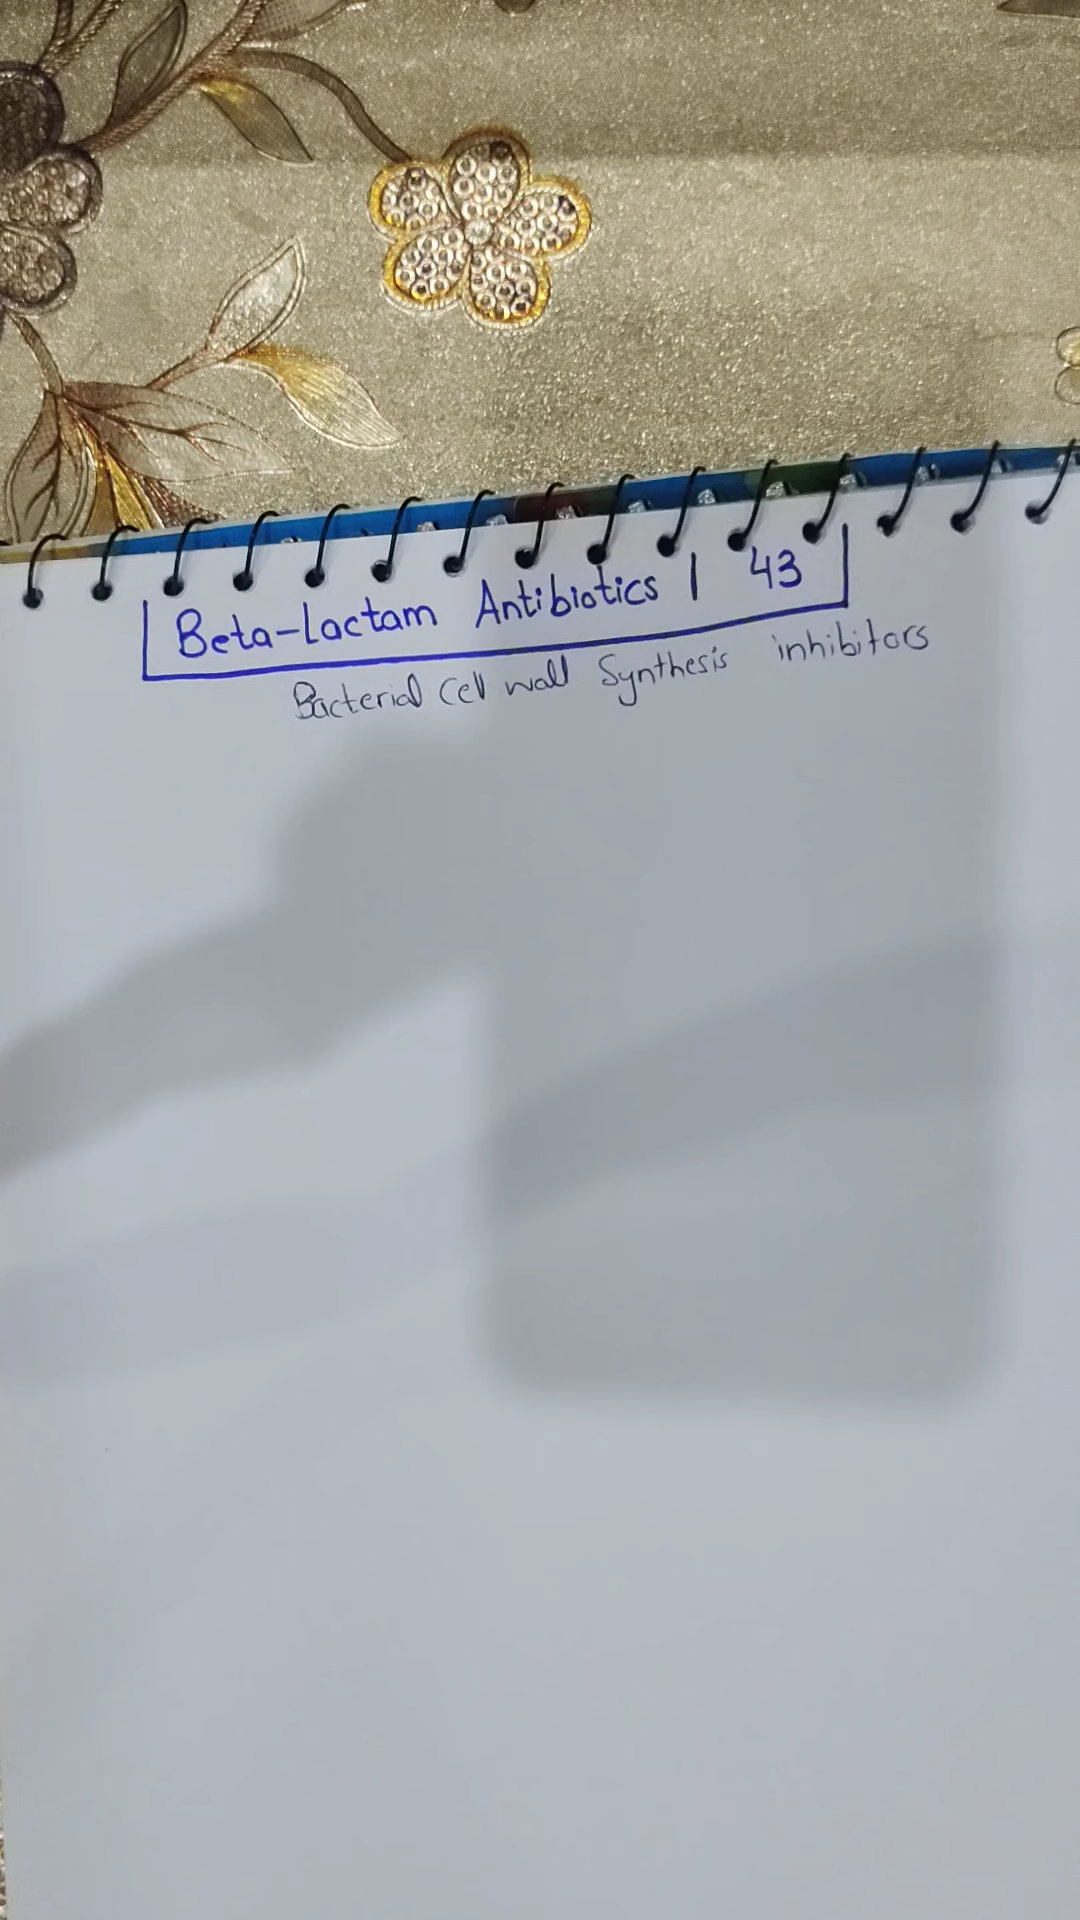 Beta-Lactam Antibiotics | 43
Bacterial Cell wall Synthesis inhibitors